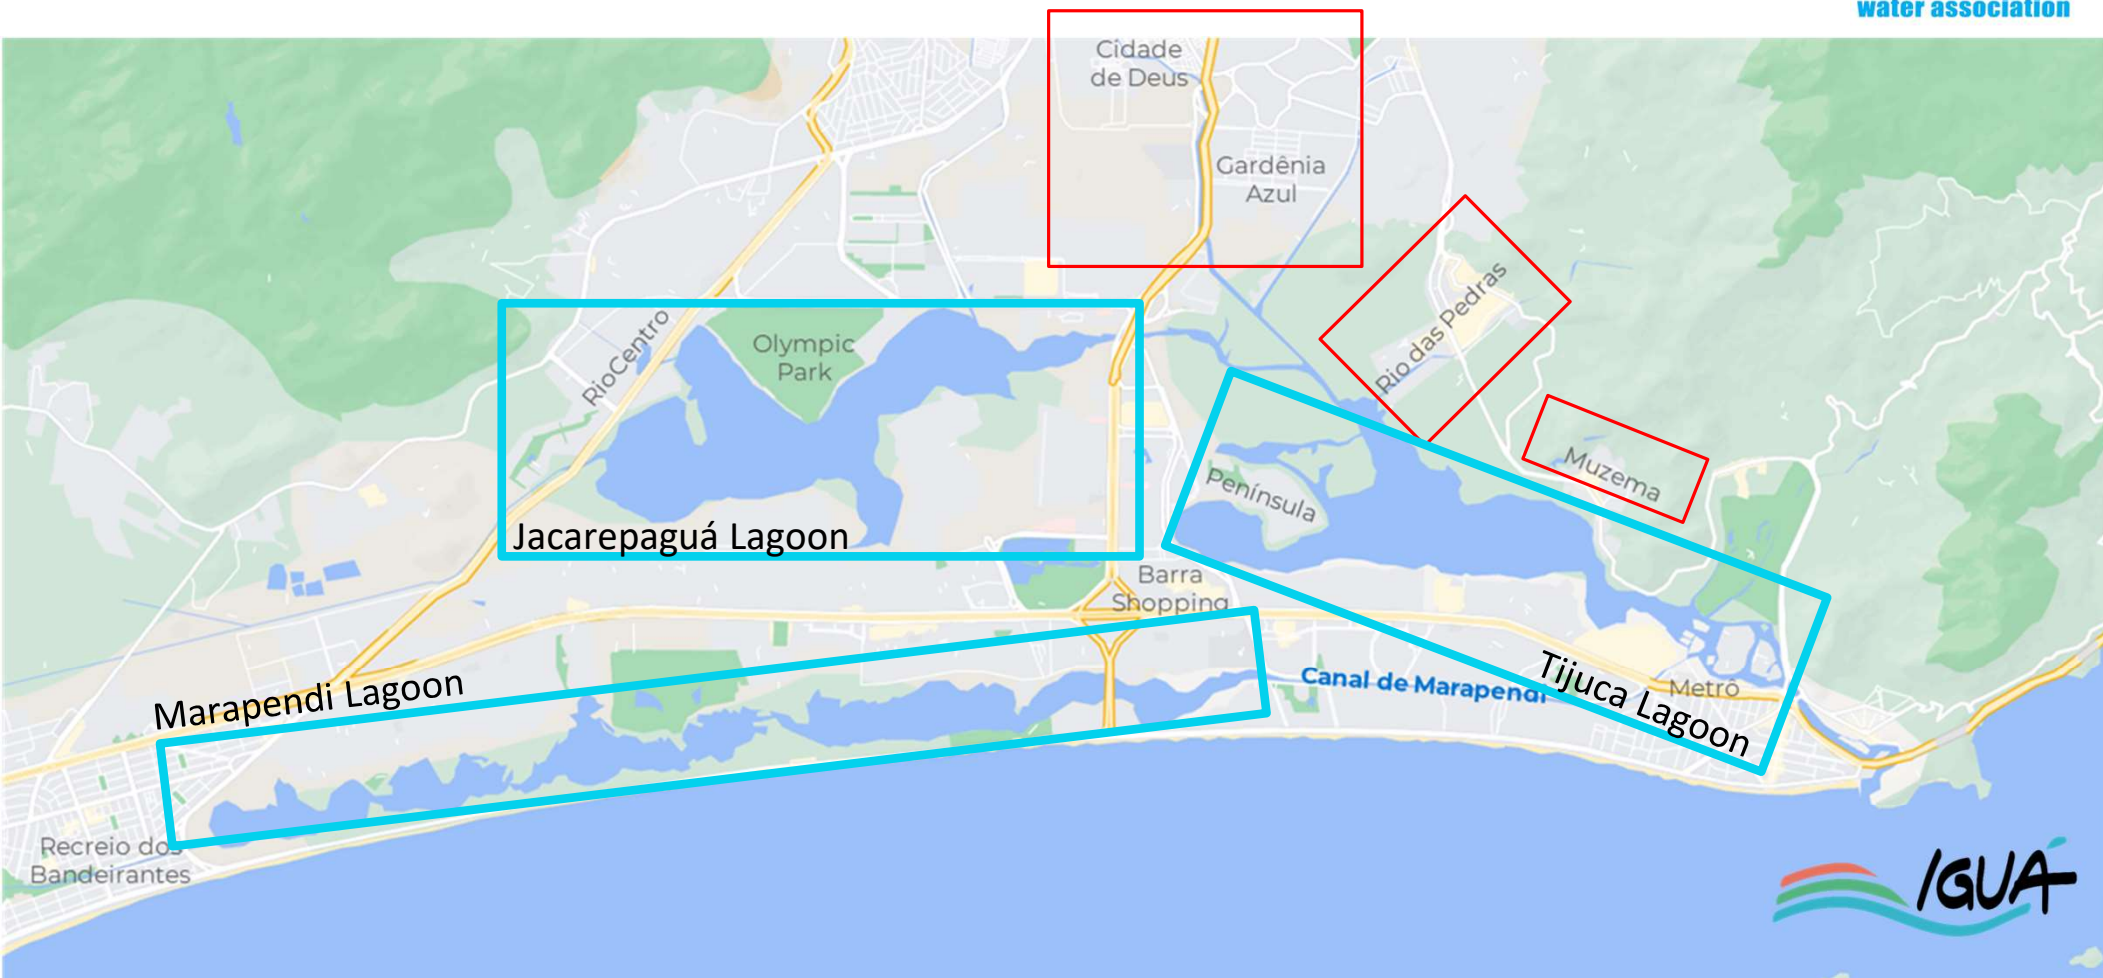 water association
Cidade
de Deus
Gardênia
Azul
Rio das Pedras
RioCentro
Olympic
Park
Muzema
Península
Jacarepaguá Lagoon
Barra
Shopping
Marapendi Lagoon
Canal de Marapendi
Tijuca Lagoon
Metrô
Recreio dos
Bandeirantes
IGUÁ